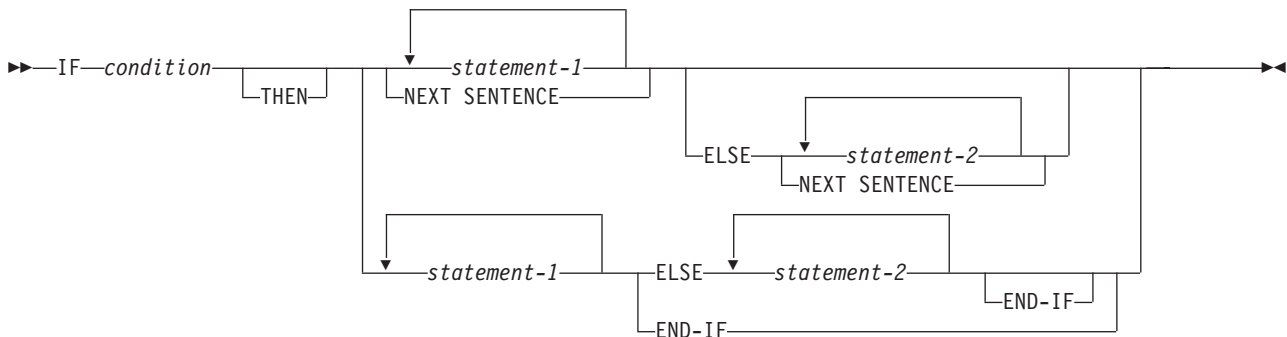 IF condition statement-1
THEN NEXT SENTENCE
ELSE statement-2
NEXT SENTENCE
statement-1 ELSE statement-2
END-IF
END-IF